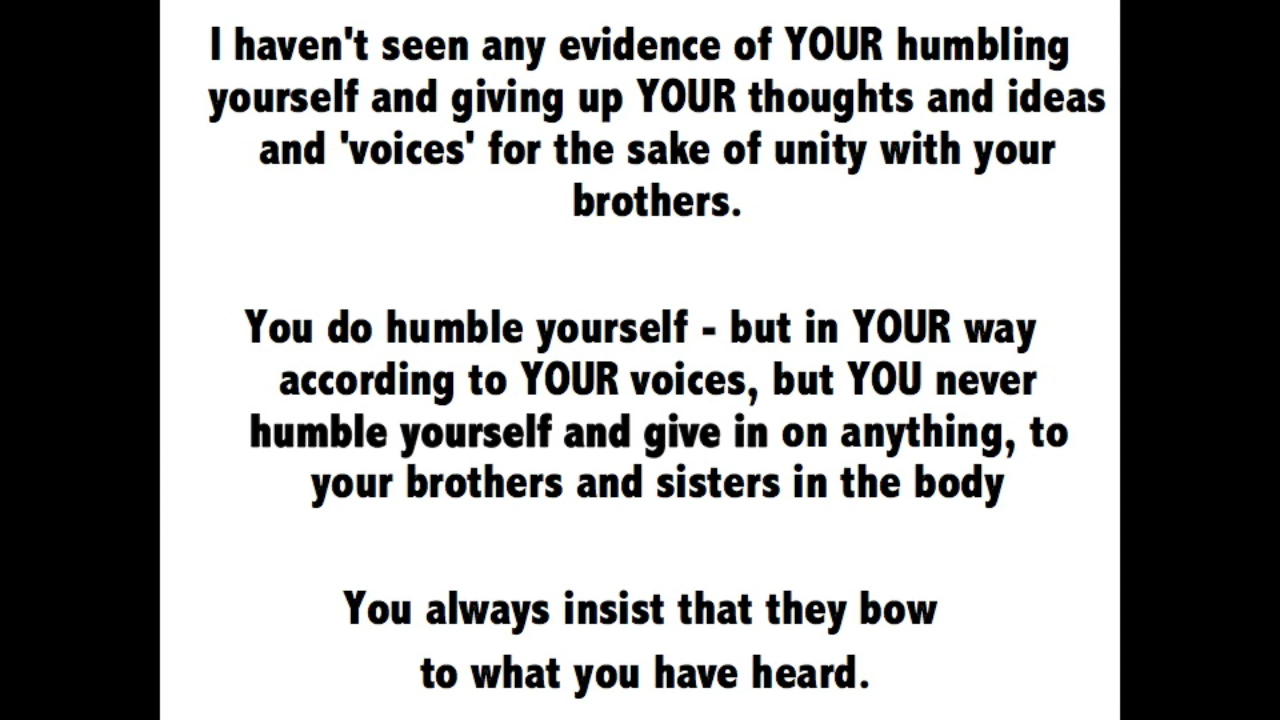 I haven't seen any evidence of YOUR humbling
yourself and giving up YOUR thoughts and ideas
and 'voices' for the sake of unity with your
brothers.
You do humble yourself - but in YOUR way
according to YOUR voices, but YOU never
humble yourself and give in on anything, to
your brothers and sisters in the body
You always insist that they bow
to what you have heard.